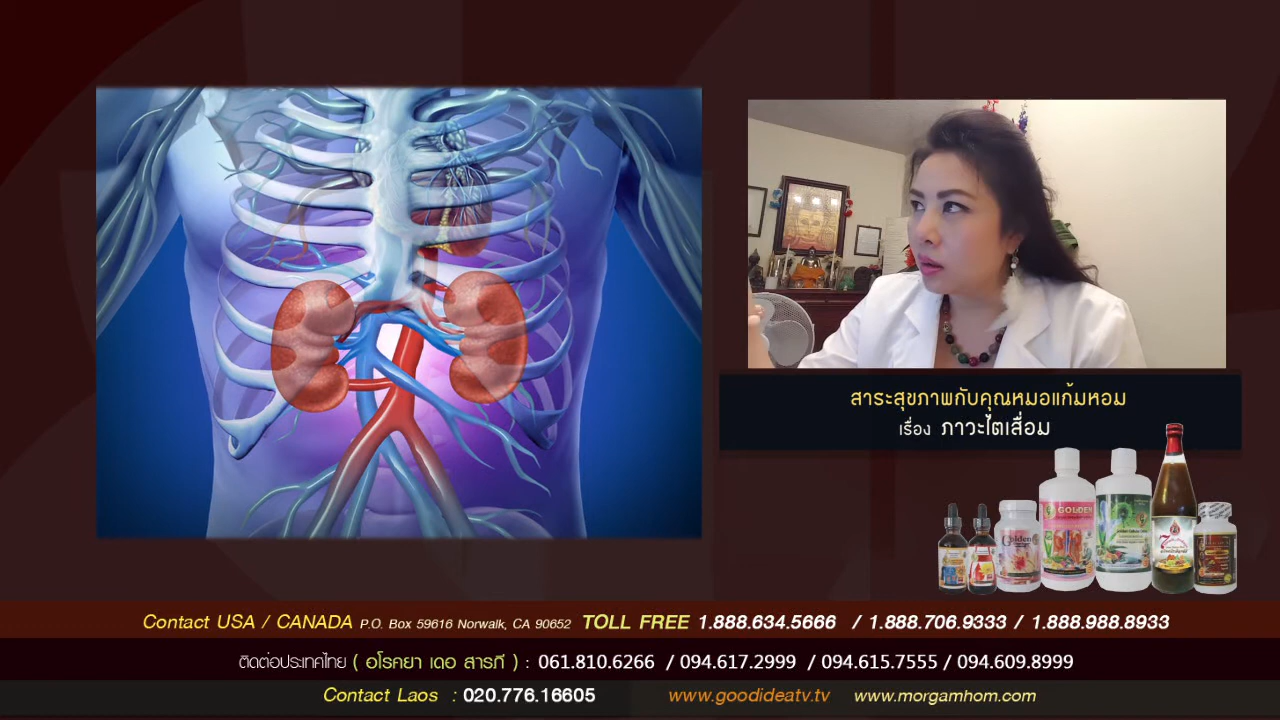 สาระสุขภาพกับคุณหมอแก้มหอม
เรื่อง ภาวะไตเสื่อม
GOLDEN
Golden
7
Contact USA / CANADA P.O. Box 59616 Norwalk, CA 90652 TOLL FREE 1.888.634.5666 / 1.888.706.9333 / 1.888.988.8933
ติดต่อประเทศไทย ( อโรคยา เดอ สารภี ) : 061.810.6266 / 094.617.2999 / 094.615.7555 / 094.609.8999
Contact Laos : 020.776.16605 www.goodideatv.tv www.morgamhom.com